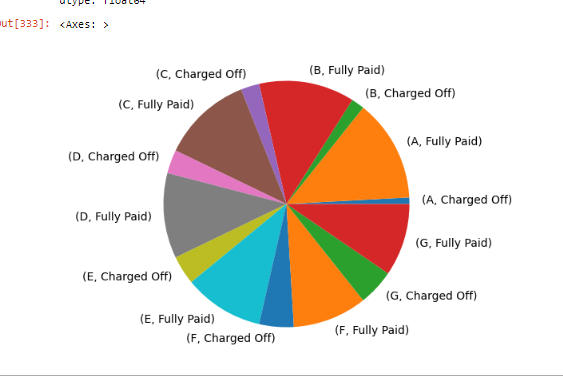 dtype: float64
Out[333]: <Axes: >
(C, Charged Off)
(B, Fully Paid)
(B, Charged Off)
(C, Fully Paid)
(A, Fully Paid)
(D, Charged Off)
(A, Charged Off)
(D, Fully Paid)
(G, Fully Paid)
(E, Charged Off)
(G, Charged Off)
(E, Fully Paid)
(F, Fully Paid)
(F, Charged Off)